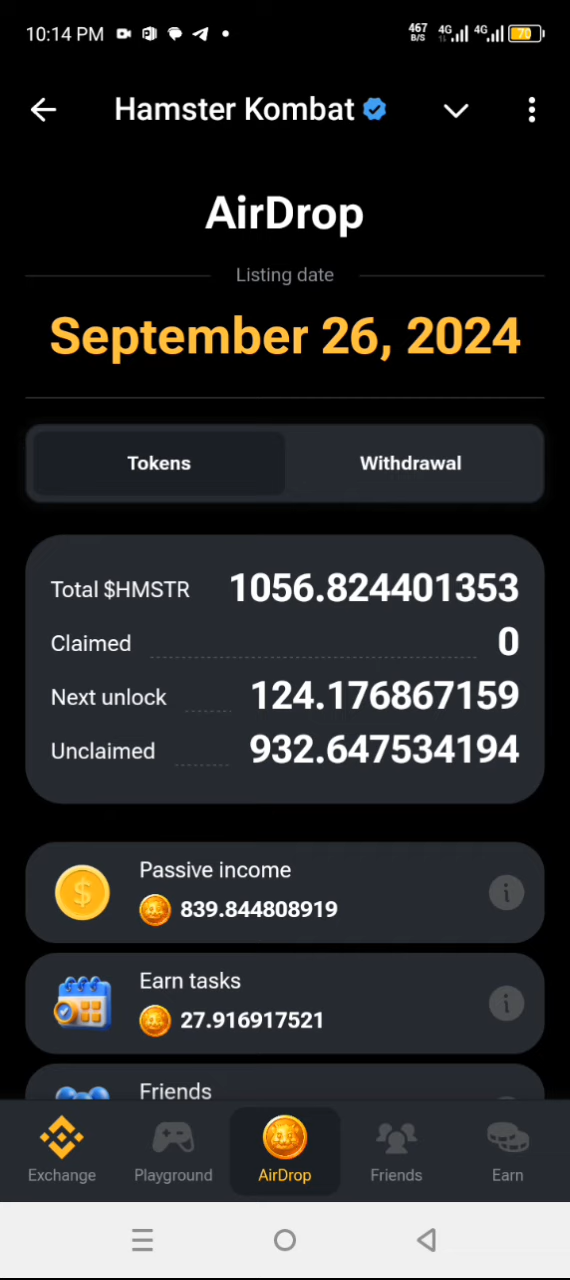 10:14 PM
467
B/S
4G
4G
70
Hamster Kombat
AirDrop
Listing date
September 26, 2024
Tokens
Withdrawal
Total $HMSTR 1056.824401353
Claimed 0
Next unlock 124.176867159
Unclaimed 932.647534194
Passive income
839.844808919
Earn tasks
27.916917521
Friends
Exchange
Playground
AirDrop
Friends
Earn